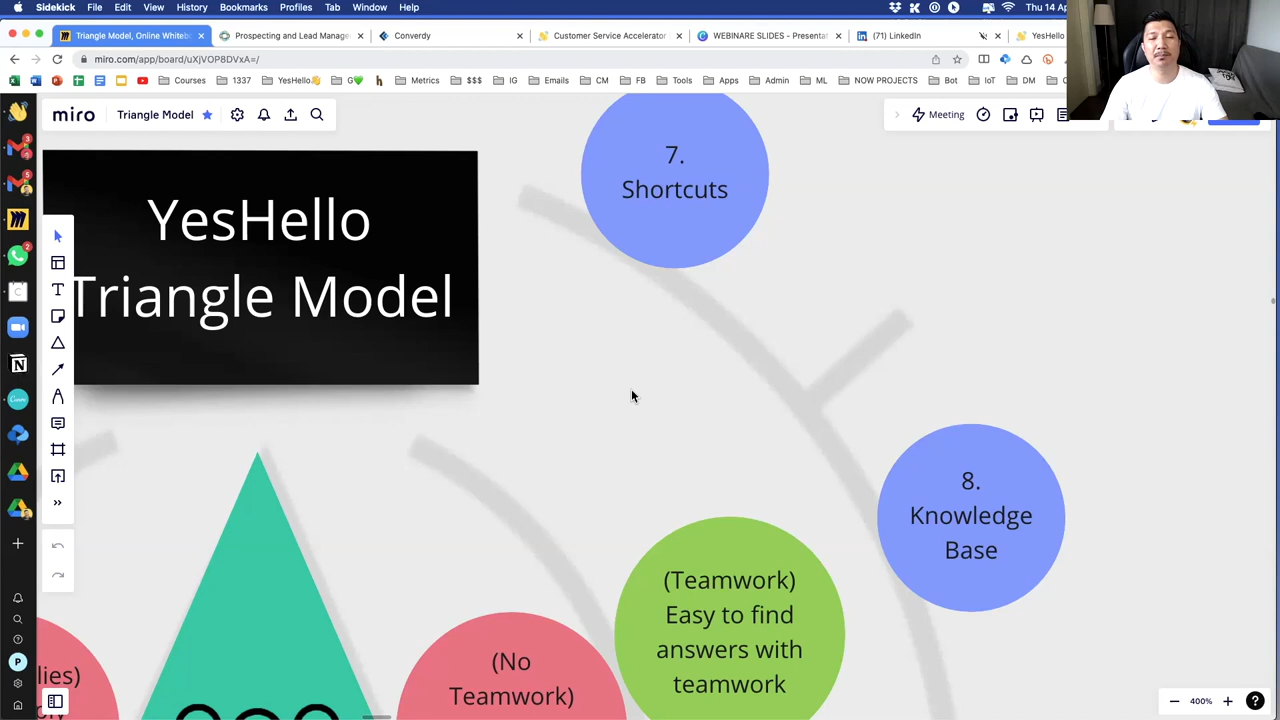 Sidekick File Edit View History Bookmarks Profiles Tab Window Help
Thu 14 Ap
Triangle Model, Online Whitebo
Prospecting and Lead Manage
Converdy
Customer Service Accelerator
WEBINARE SLIDES - Presentat
(71) LinkedIn
YesHello
miro.com/app/board/uXjVOP8DVxA=/
Courses 1337 YesHello👋 G💚 Metrics $$$ IG Emails CM FB Tools Apps Admin ML NOW PROJECTS Bot IoT DM
miro Triangle Model
Meeting
YesHello
Triangle Model
7.
Shortcuts
8.
Knowledge
Base
(Teamwork)
Easy to find
answers with
teamwork
(No
Teamwork)
lies)
400%